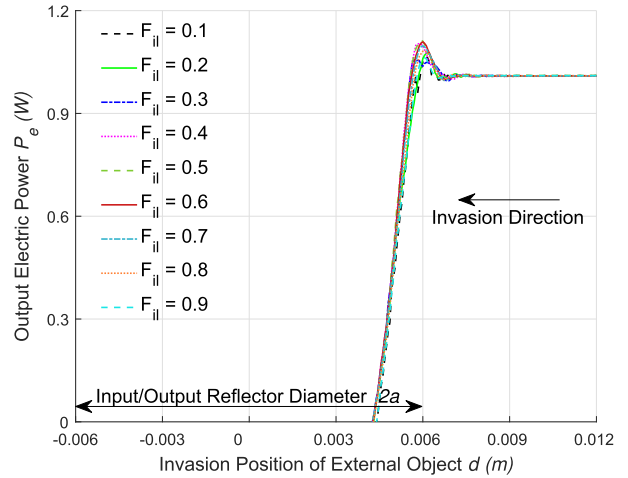 Output Electric Power P_e (W)
1.2
0.9
0.6
0.3
0
F_il = 0.1
F_il = 0.2
F_il = 0.3
F_il = 0.4
F_il = 0.5
F_il = 0.6
F_il = 0.7
F_il = 0.8
F_il = 0.9
Invasion Direction
Input/Output Reflector Diameter 2a
-0.006 -0.003 0 0.003 0.006 0.009 0.012
Invasion Position of External Object d (m)